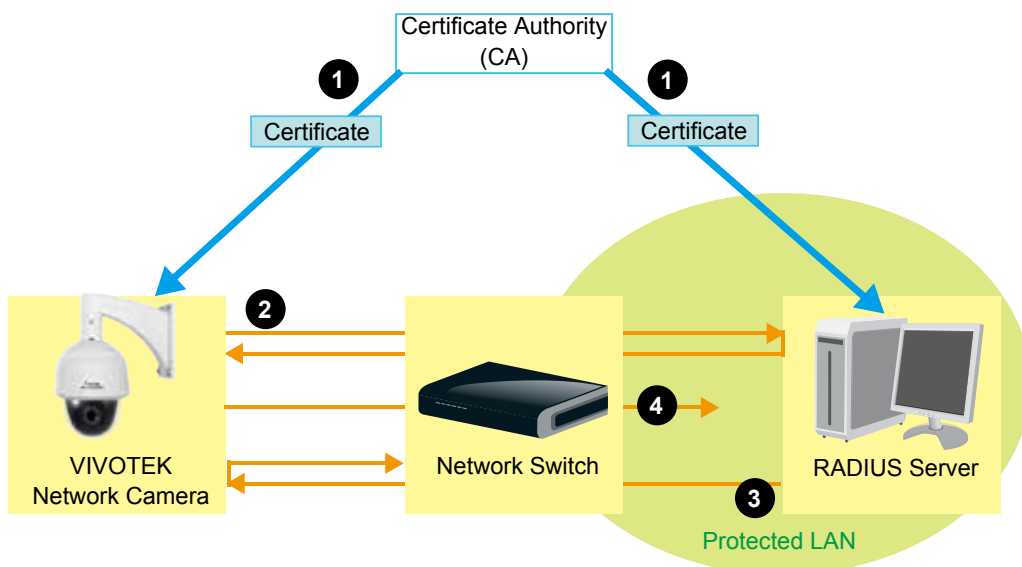 Certificate Authority
(CA)
1
1
Certificate
Certificate
2
4
VIVOTEK
Network Camera
Network Switch
RADIUS Server
3
Protected LAN